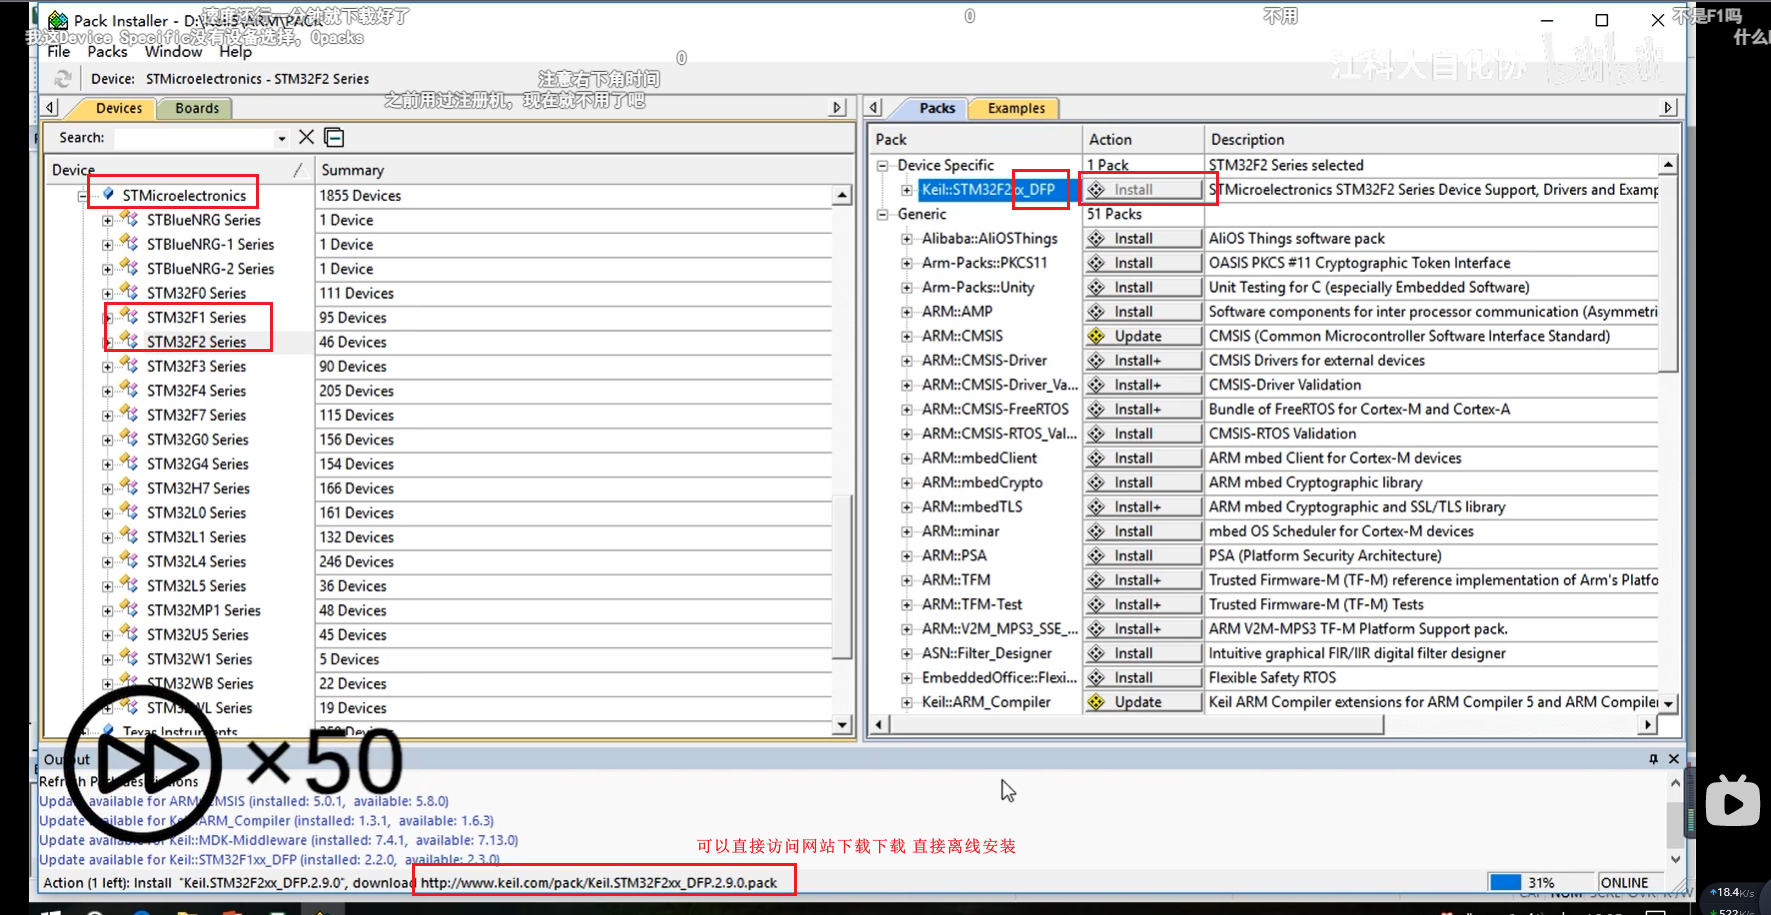 Pack Installer - D:\Keil5\ARM\PACK
速度还行一分钟就下载好了
0
不用
不是F1吗
我这Device Specific没有设备选择，0packs
什么
File Packs Window Help
0
Device: STMicroelectronics - STM32F2 Series
注意右下角时间
江科大自化协
bilibili
之前用过注册机，现在就不用了吧
Devices Boards
Search:
Device Summary
STMicroelectronics 1855 Devices
STBlueNRG Series 1 Device
STBlueNRG-1 Series 1 Device
STBlueNRG-2 Series 1 Device
STM32F0 Series 111 Devices
STM32F1 Series 95 Devices
STM32F2 Series 46 Devices
STM32F3 Series 90 Devices
STM32F4 Series 205 Devices
STM32F7 Series 115 Devices
STM32G0 Series 156 Devices
STM32G4 Series 154 Devices
STM32H7 Series 166 Devices
STM32L0 Series 161 Devices
STM32L1 Series 132 Devices
STM32L4 Series 246 Devices
STM32L5 Series 36 Devices
STM32MP1 Series 48 Devices
STM32U5 Series 45 Devices
STM32W1 Series 5 Devices
STM32WB Series 22 Devices
STM32WL Series 19 Devices
Texas Instruments
Packs Examples
Pack Action Description
Device Specific 1 Pack STM32F2 Series selected
Keil::STM32F2xx_DFP Install STMicroelectronics STM32F2 Series Device Support, Drivers and Examp
Generic 51 Packs
Alibaba::AliOSThings Install AliOS Things software pack
Arm-Packs::PKCS11 Install OASIS PKCS #11 Cryptographic Token Interface
Arm-Packs::Unity Install Unit Testing for C (especially Embedded Software)
ARM::AMP Install Software components for inter processor communication (Asymmetri
ARM::CMSIS Update CMSIS (Common Microcontroller Software Interface Standard)
ARM::CMSIS-Driver Install+ CMSIS Drivers for external devices
ARM::CMSIS-Driver_Va... Install+ CMSIS-Driver Validation
ARM::CMSIS-FreeRTOS Install+ Bundle of FreeRTOS for Cortex-M and Cortex-A
ARM::CMSIS-RTOS_Val... Install CMSIS-RTOS Validation
ARM::mbedClient Install ARM mbed Client for Cortex-M devices
ARM::mbedCrypto Install ARM mbed Cryptographic library
ARM::mbedTLS Install+ ARM mbed Cryptographic and SSL/TLS library
ARM::minar Install mbed OS Scheduler for Cortex-M devices
ARM::PSA Install PSA (Platform Security Architecture)
ARM::TFM Install+ Trusted Firmware-M (TF-M) reference implementation of Arm's Platfo
ARM::TFM-Test Install+ Trusted Firmware-M (TF-M) Tests
ARM::V2M_MPS3_SSE_... Install+ ARM V2M-MPS3 TF-M Platform Support pack.
ASN::Filter_Designer Install Intuitive graphical FIR/IIR digital filter designer
EmbeddedOffice::Flexi... Install Flexible Safety RTOS
Keil::ARM_Compiler Update Keil ARM Compiler extensions for ARM Compiler 5 and ARM Compiler
×50
Output
Refresh Pack descriptions
Update available for ARM::CMSIS (installed: 5.0.1, available: 5.8.0)
Update available for Keil::ARM_Compiler (installed: 1.3.1, available: 1.6.3)
Update available for Keil::MDK-Middleware (installed: 7.4.1, available: 7.13.0)
Update available for Keil::STM32F1xx_DFP (installed: 2.2.0, available: 2.3.0)
可以直接访问网站下载下载 直接离线安装
Action (1 left): Install "Keil.STM32F2xx_DFP.2.9.0", download http://www.keil.com/pack/Keil.STM32F2xx_DFP.2.9.0.pack
31% ONLINE
↑18.4K/s